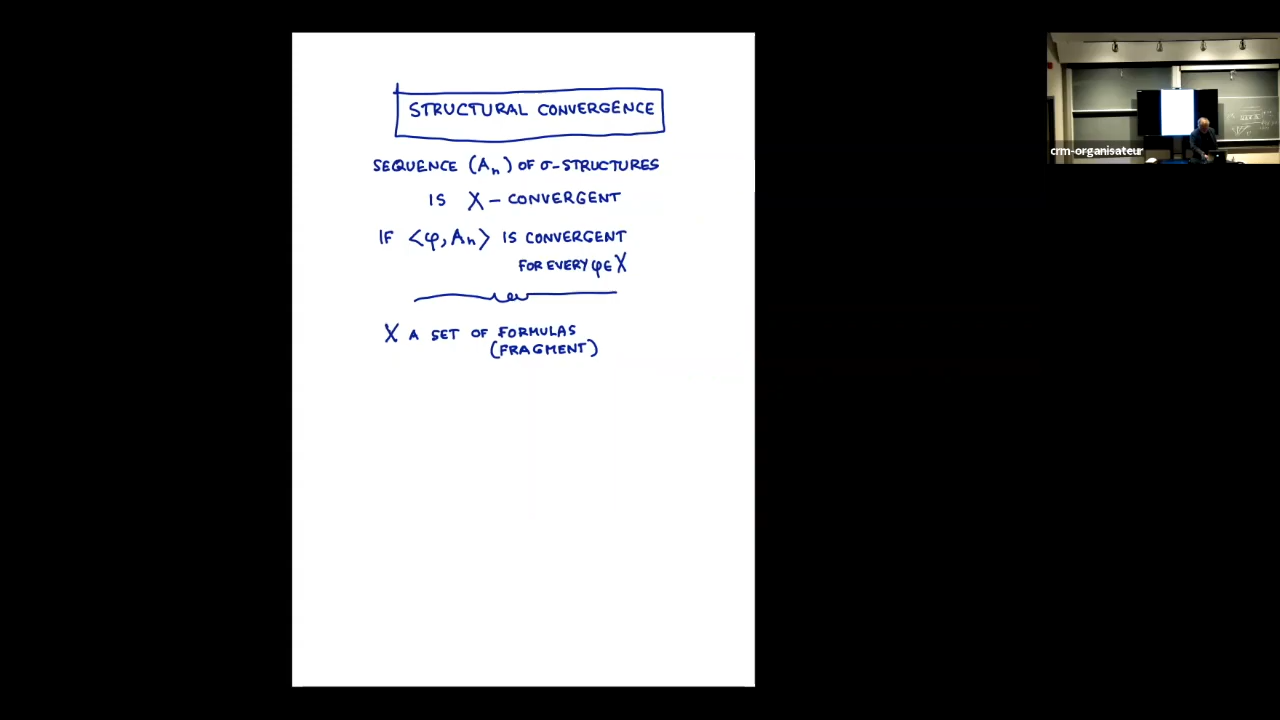 STRUCTURAL CONVERGENCE
SEQUENCE (Aₙ) OF σ-STRUCTURES
IS X - CONVERGENT
IF <φ, Aₙ> IS CONVERGENT
FOR EVERY φ∈X
X A SET OF FORMULAS
(FRAGMENT)
crm-organisateur